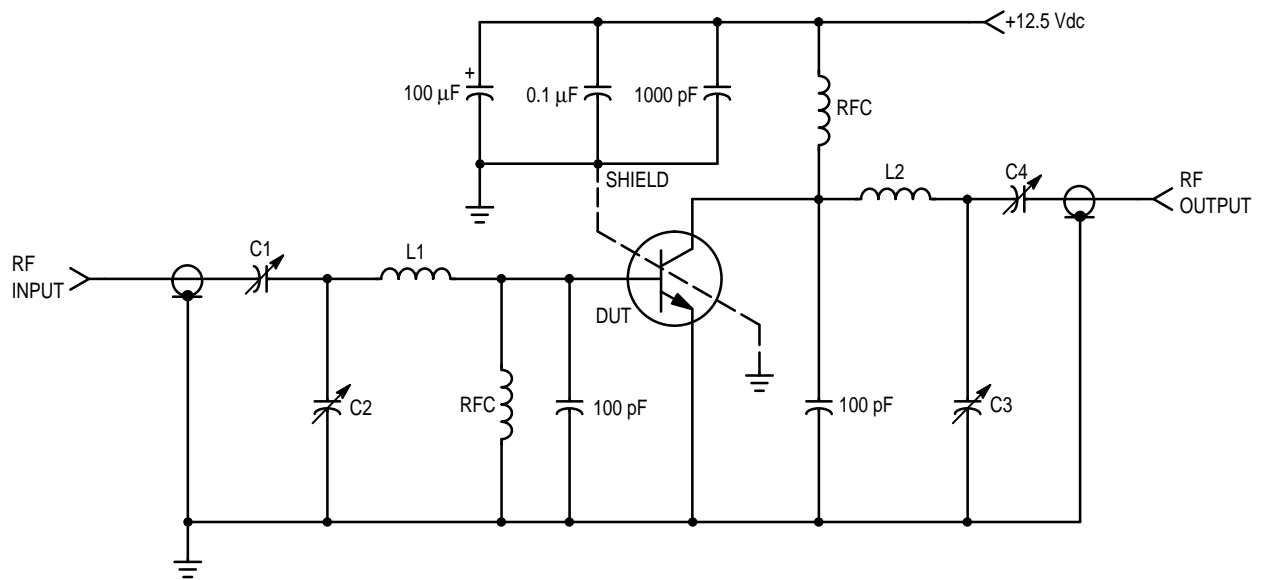 +12.5 Vdc
+
100 μF
0.1 μF
1000 pF
RFC
SHIELD
L2
C4
RF
OUTPUT
C1
L1
RF
INPUT
DUT
C2
RFC
100 pF
100 pF
C3